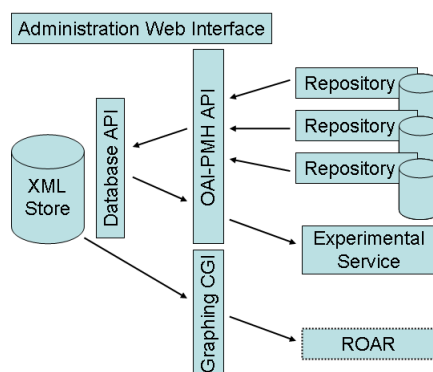 Administration Web Interface
OAI-PMH API
Repository
Repository
Repository
Database API
XML
Store
Experimental
Service
Graphing CGI
ROAR